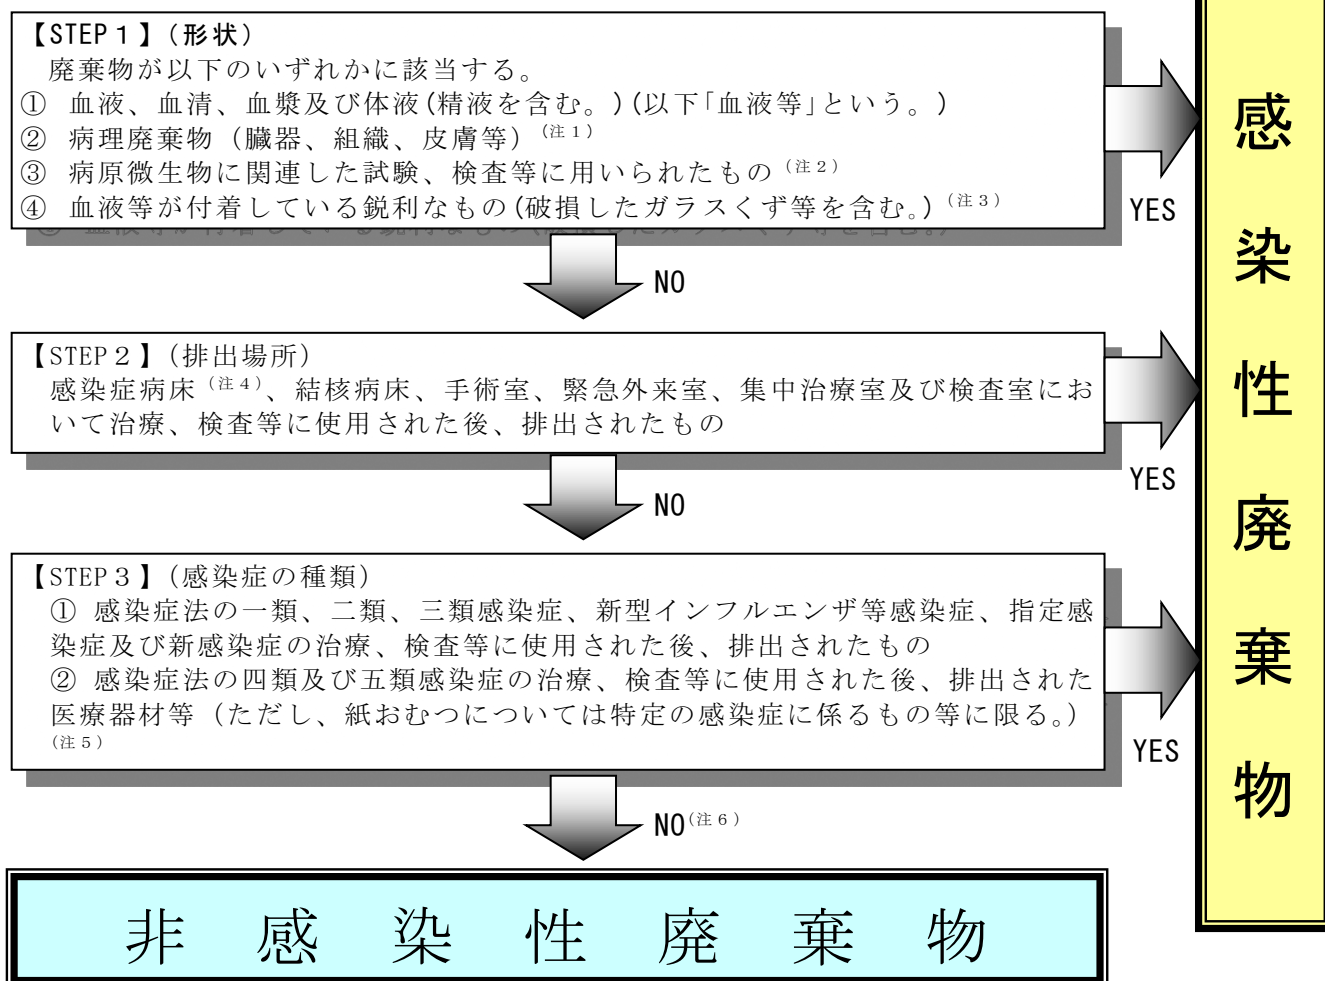 【STEP１】(形状)
廃棄物が以下のいずれかに該当する。
① 血液、血清、血漿及び体液(精液を含む。)(以下「血液等」という。)
② 病理廃棄物(臓器、組織、皮膚等)(注1)
③ 病原微生物に関連した試験、検査等に用いられたもの(注2)
④ 血液等が付着している鋭利なもの(破損したガラスくず等を含む。)(注3)
YES
NO
【STEP２】(排出場所)
感染症病床(注4)、結核病床、手術室、緊急外来室、集中治療室及び検査室にお
いて治療、検査等に使用された後、排出されたもの
YES
NO
【STEP３】(感染症の種類)
① 感染症法の一類、二類、三類感染症、新型インフルエンザ等感染症、指定感
染症及び新感染症の治療、検査等に使用された後、排出されたもの
② 感染症法の四類及び五類感染症の治療、検査等に使用された後、排出された
医療器材等(ただし、紙おむつについては特定の感染症に係るもの等に限る。)
(注5)
YES
NO(注6)
非感染性廃棄物
感染性廃棄物